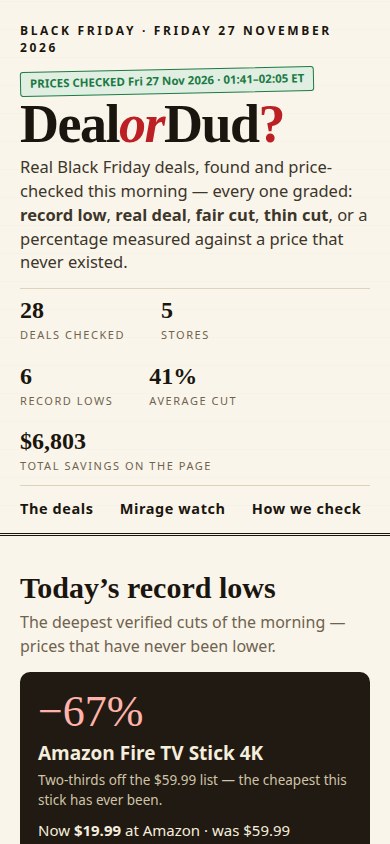 BLACK FRIDAY · FRIDAY 27 NOVEMBER
2026
PRICES CHECKED Fri 27 Nov 2026 · 01:41–02:05 ET
DealorDud?
Real Black Friday deals, found and price-
checked this morning — every one graded:
record low, real deal, fair cut, thin cut, or a
percentage measured against a price that
never existed.
28
DEALS CHECKED
5
STORES
6
RECORD LOWS
41%
AVERAGE CUT
$6,803
TOTAL SAVINGS ON THE PAGE
The deals Mirage watch How we check
Today’s record lows
The deepest verified cuts of the morning —
prices that have never been lower.
−67%
Amazon Fire TV Stick 4K
Two-thirds off the $59.99 list — the cheapest this
stick has ever been.
Now $19.99 at Amazon · was $59.99